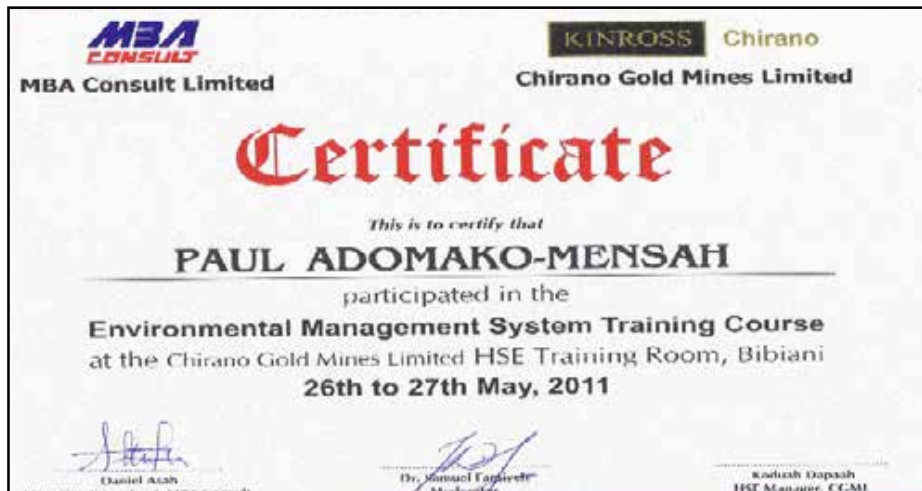 MBA
CONSULT
MBA Consult Limited
KINROSS Chirano
Chirano Gold Mines Limited
Certificate
This is to certify that
PAUL ADOMAKO-MENSAH
participated in the
Environmental Management System Training Course
at the Chirano Gold Mines Limited HSE Training Room, Bibiani
26th to 27th May, 2011
Daniel
Dr. Samuel
Kaduah Dapaah
HSE Manager, CGML